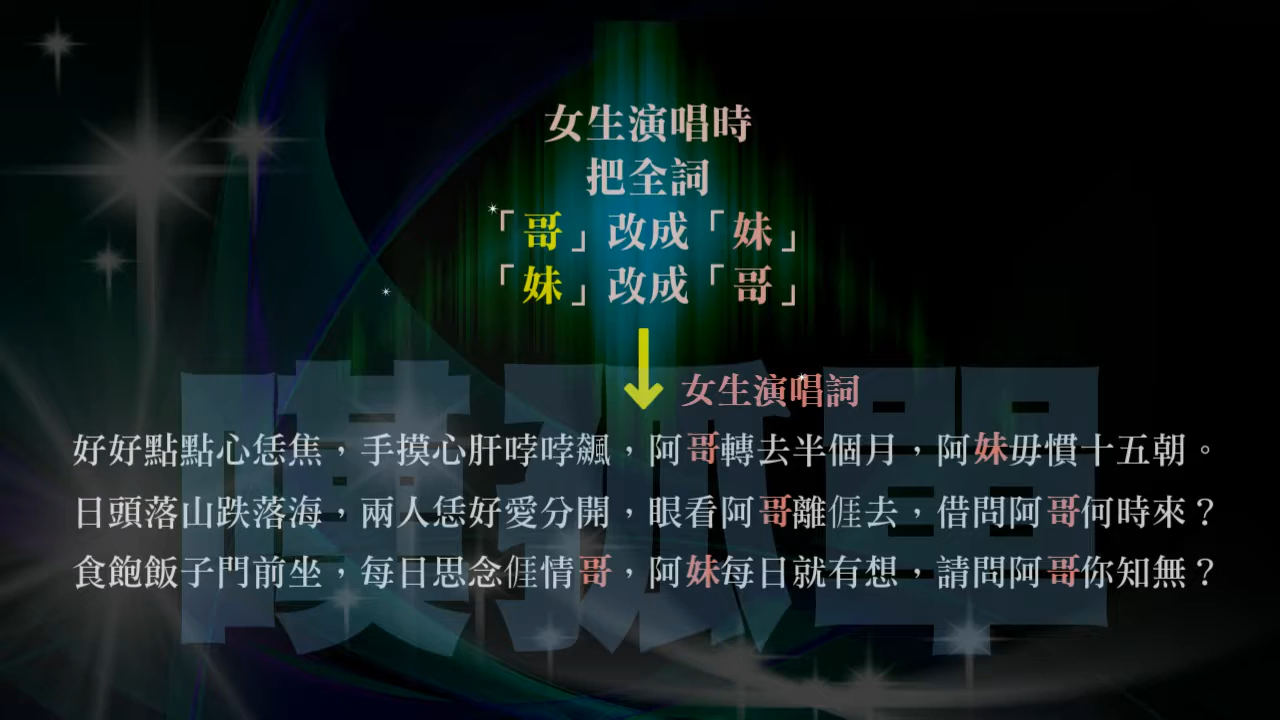 女生演唱時
把全詞
「哥」改成「妹」
「妹」改成「哥」
女生演唱詞
嘆孤單
好好點點心恁焦，手摸心肝哱哱飆，阿哥轉去半個月，阿妹毋慣十五朝。
日頭落山跌落海，兩人恁好愛分開，眼看阿哥離𠊎去，借問阿哥何時來？
食飽飯子門前坐，每日思念𠊎情哥，阿妹每日就有想，請問阿哥你知無？